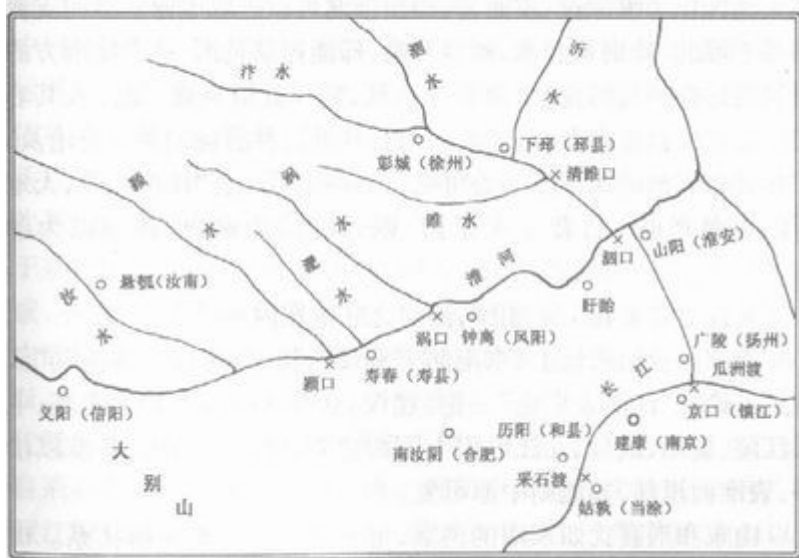 汴水
泗水
沂水
下邳（邳县）
彭城（徐州）
清睢口
睢水
颍水
涡水
肥水
汝水
悬瓠（汝南）
淮河
泗口
山阳（淮安）
盱眙
涡口
钟离（凤阳）
广陵（扬州）
瓜洲渡
颍口
寿春（寿县）
长江
京口（镇江）
义阳（信阳）
历阳（和县）
建康（南京）
南汝阴（合肥）
大别山
采石渡
姑孰（当涂）